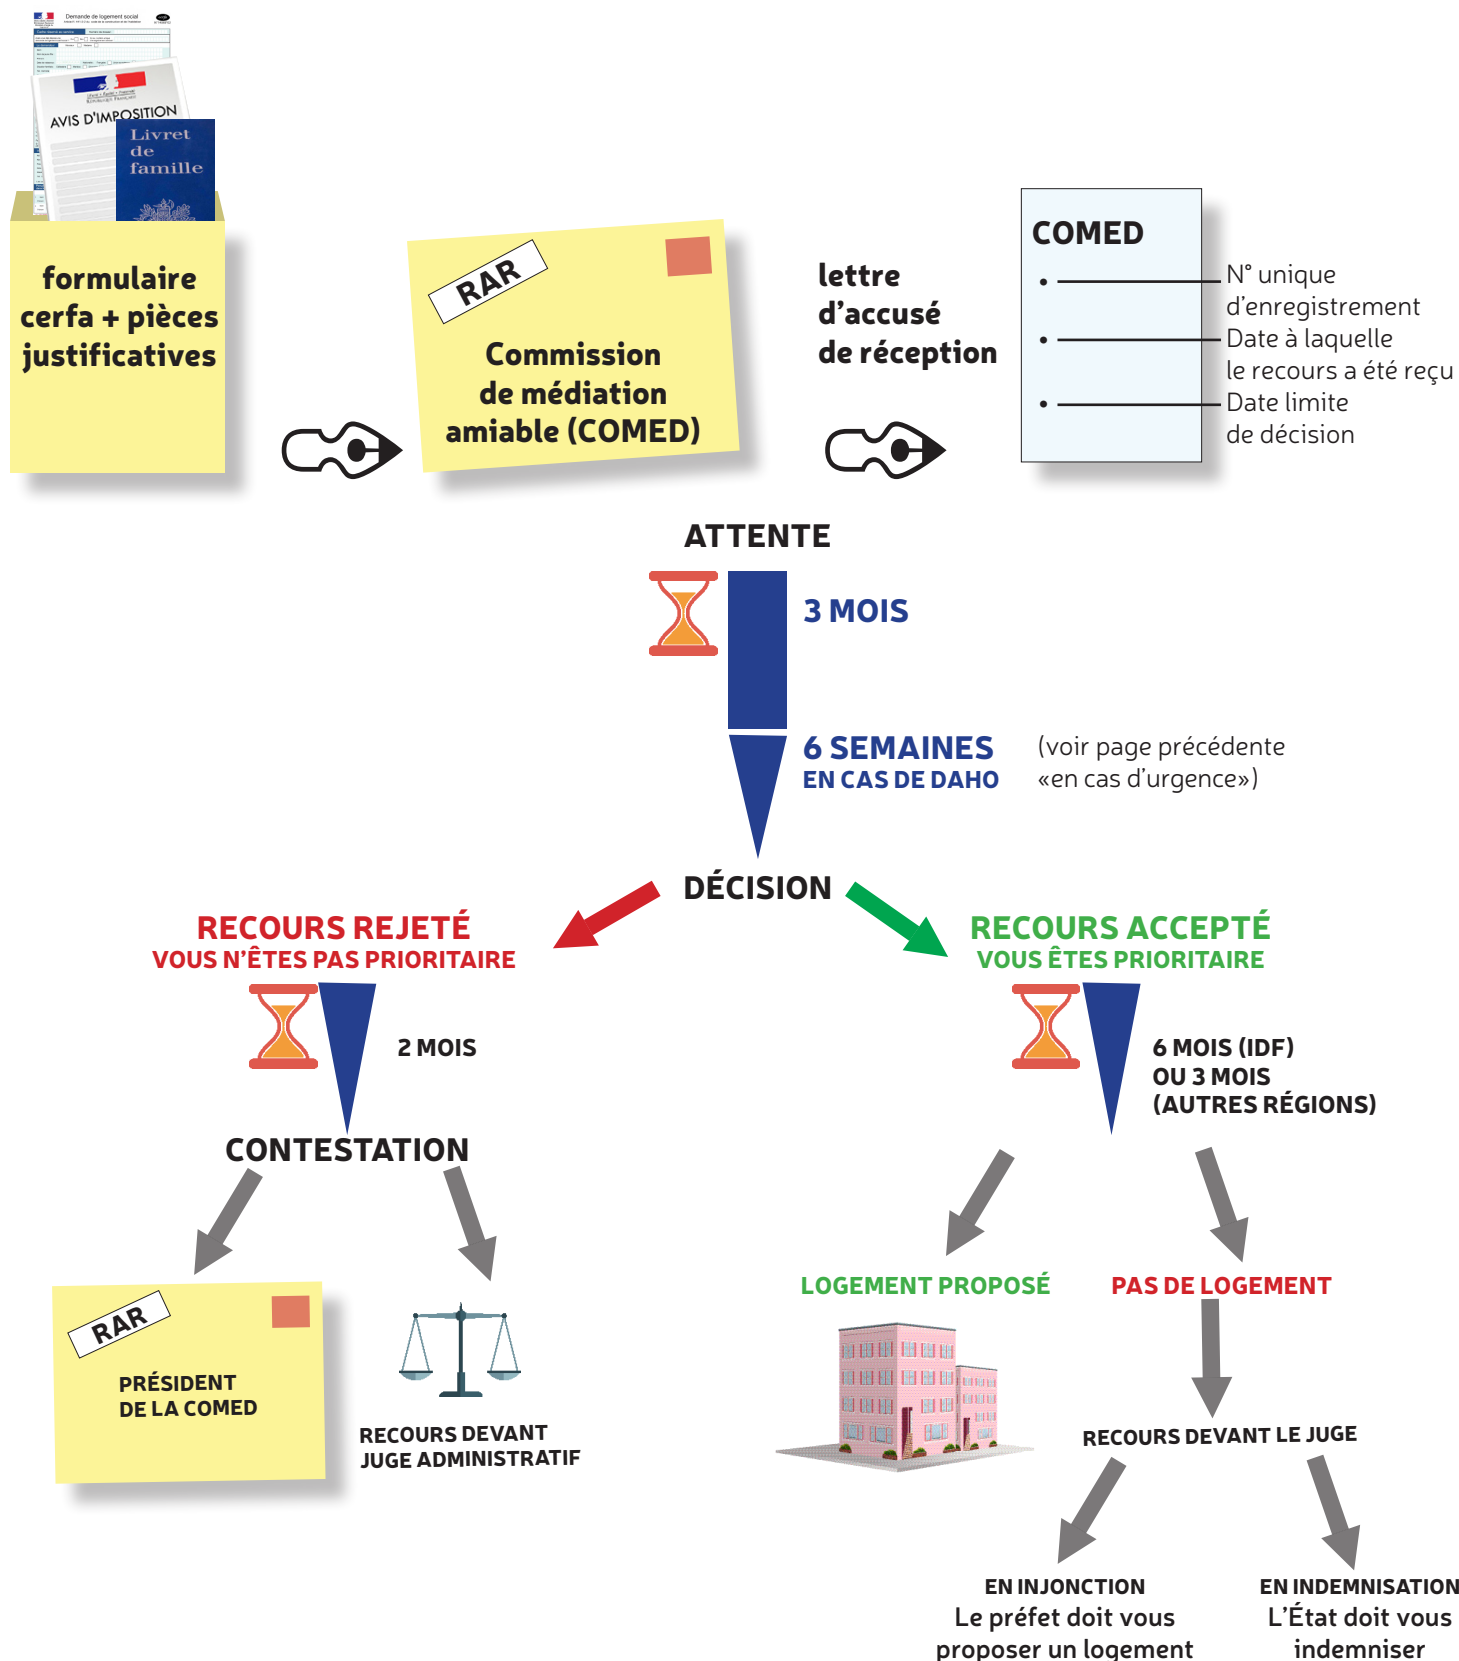 Demande de logement social
AVIS D'IMPOSITION
Livret
de
famille
formulaire
cerfa + pièces
justificatives
RAR
Commission
de médiation
amiable (COMED)
lettre
d’accusé
de réception
COMED
• N° unique
d’enregistrement
• Date à laquelle
le recours a été reçu
• Date limite
de décision
ATTENTE
3 MOIS
6 SEMAINES
EN CAS DE DAHO
(voir page précédente
«en cas d’urgence»)
DÉCISION
RECOURS REJETÉ
VOUS N’ÊTES PAS PRIORITAIRE
2 MOIS
CONTESTATION
RAR
PRÉSIDENT
DE LA COMED
RECOURS DEVANT
JUGE ADMINISTRATIF
RECOURS ACCEPTÉ
VOUS ÊTES PRIORITAIRE
6 MOIS (IDF)
OU 3 MOIS
(AUTRES RÉGIONS)
LOGEMENT PROPOSÉ
PAS DE LOGEMENT
RECOURS DEVANT LE JUGE
EN INJONCTION
Le préfet doit vous
proposer un logement
EN INDEMNISATION
L’État doit vous
indemniser